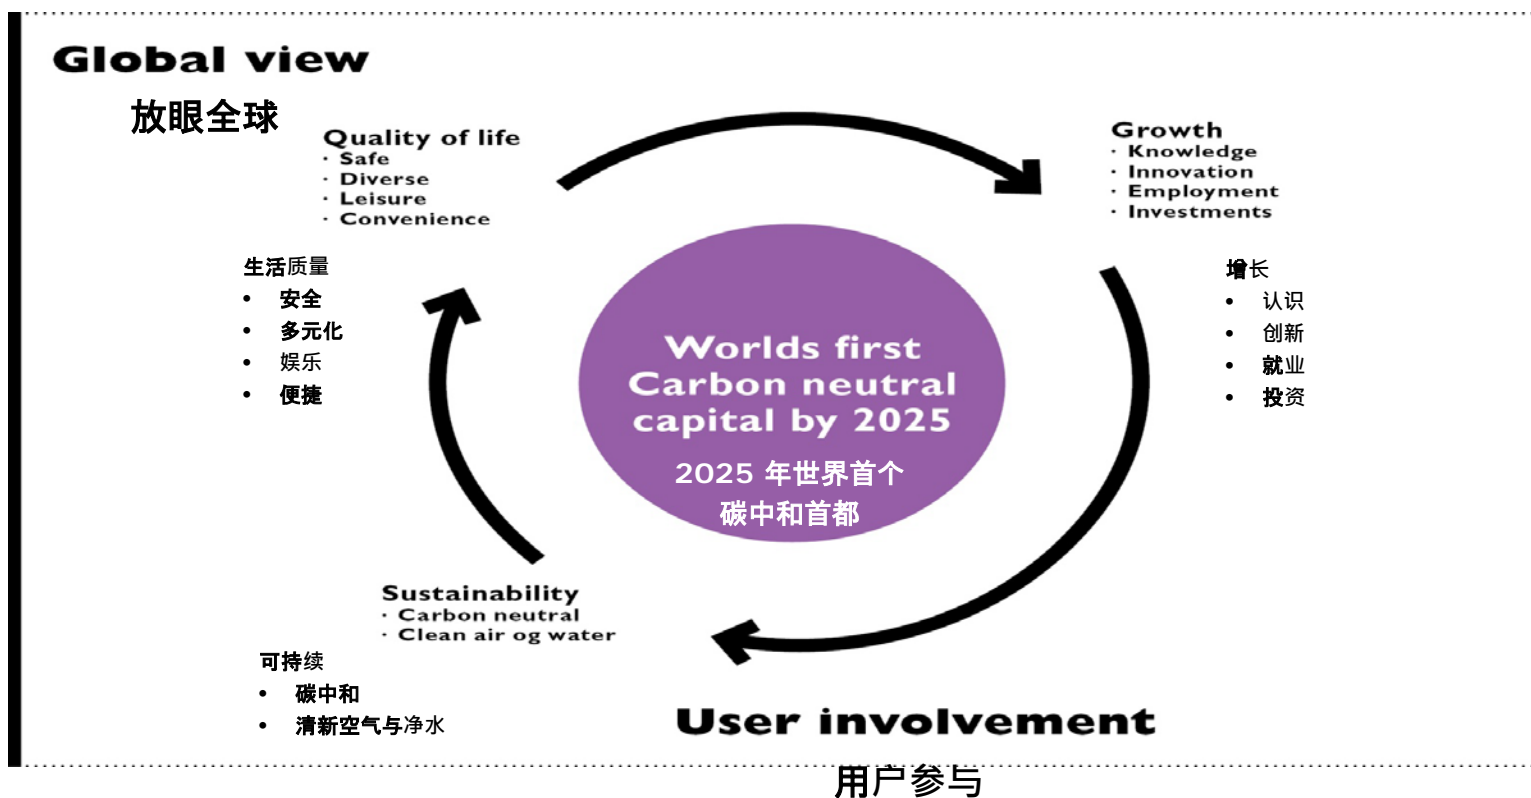 Global view
放眼全球
Quality of life
· Safe
· Diverse
· Leisure
· Convenience
生活质量
• 安全
• 多元化
• 娱乐
• 便捷
Growth
· Knowledge
· Innovation
· Employment
· Investments
增长
• 认识
• 创新
• 就业
• 投资
Worlds first
Carbon neutral
capital by 2025
2025 年世界首个
碳中和首都
Sustainability
· Carbon neutral
· Clean air og water
可持续
• 碳中和
• 清新空气与净水
User involvement
用户参与